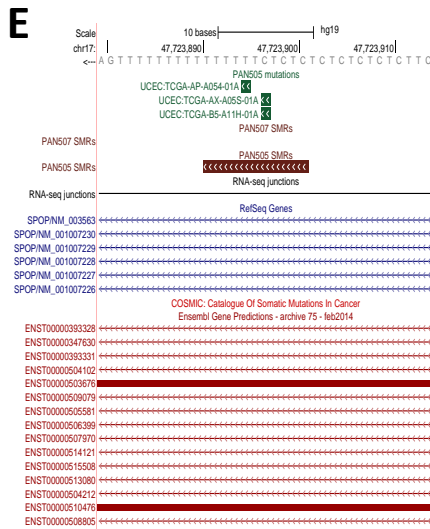 E
Scale 10 bases hg19
chr17: 47,723,890 47,723,900 47,723,910
<--- A G T T T T T T T T T T T T T T T C T C T C T C T C T C T C T C T T C
PAN505 mutations
UCEC:TCGA-AP-A054-01A
UCEC:TCGA-AX-A05S-01A
UCEC:TCGA-B5-A11H-01A
PAN507 SMRs
PAN507 SMRs
PAN505 SMRs
PAN505 SMRs
RNA-seq junctions
RNA-seq junctions
RefSeq Genes
SPOP/NM_003563
SPOP/NM_001007230
SPOP/NM_001007229
SPOP/NM_001007228
SPOP/NM_001007227
SPOP/NM_001007226
COSMIC: Catalogue Of Somatic Mutations In Cancer
Ensembl Gene Predictions - archive 75 - feb2014
ENST00000393328
ENST00000347630
ENST00000393331
ENST00000504102
ENST00000503676
ENST00000509079
ENST00000505581
ENST00000506399
ENST00000507970
ENST00000514121
ENST00000515508
ENST00000513080
ENST00000504212
ENST00000510476
ENST00000508805